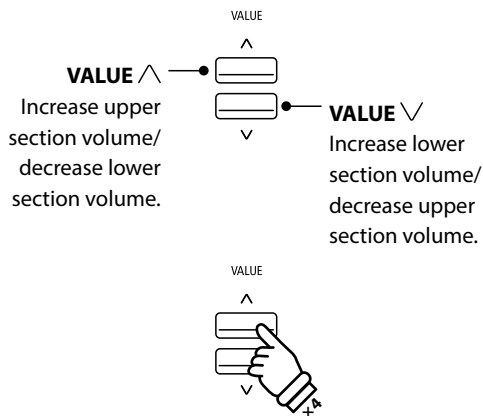 VALUE
VALUE ∧
Increase upper
section volume/
decrease lower
section volume.
VALUE ∨
Increase lower
section volume/
decrease upper
section volume.
VALUE
×4